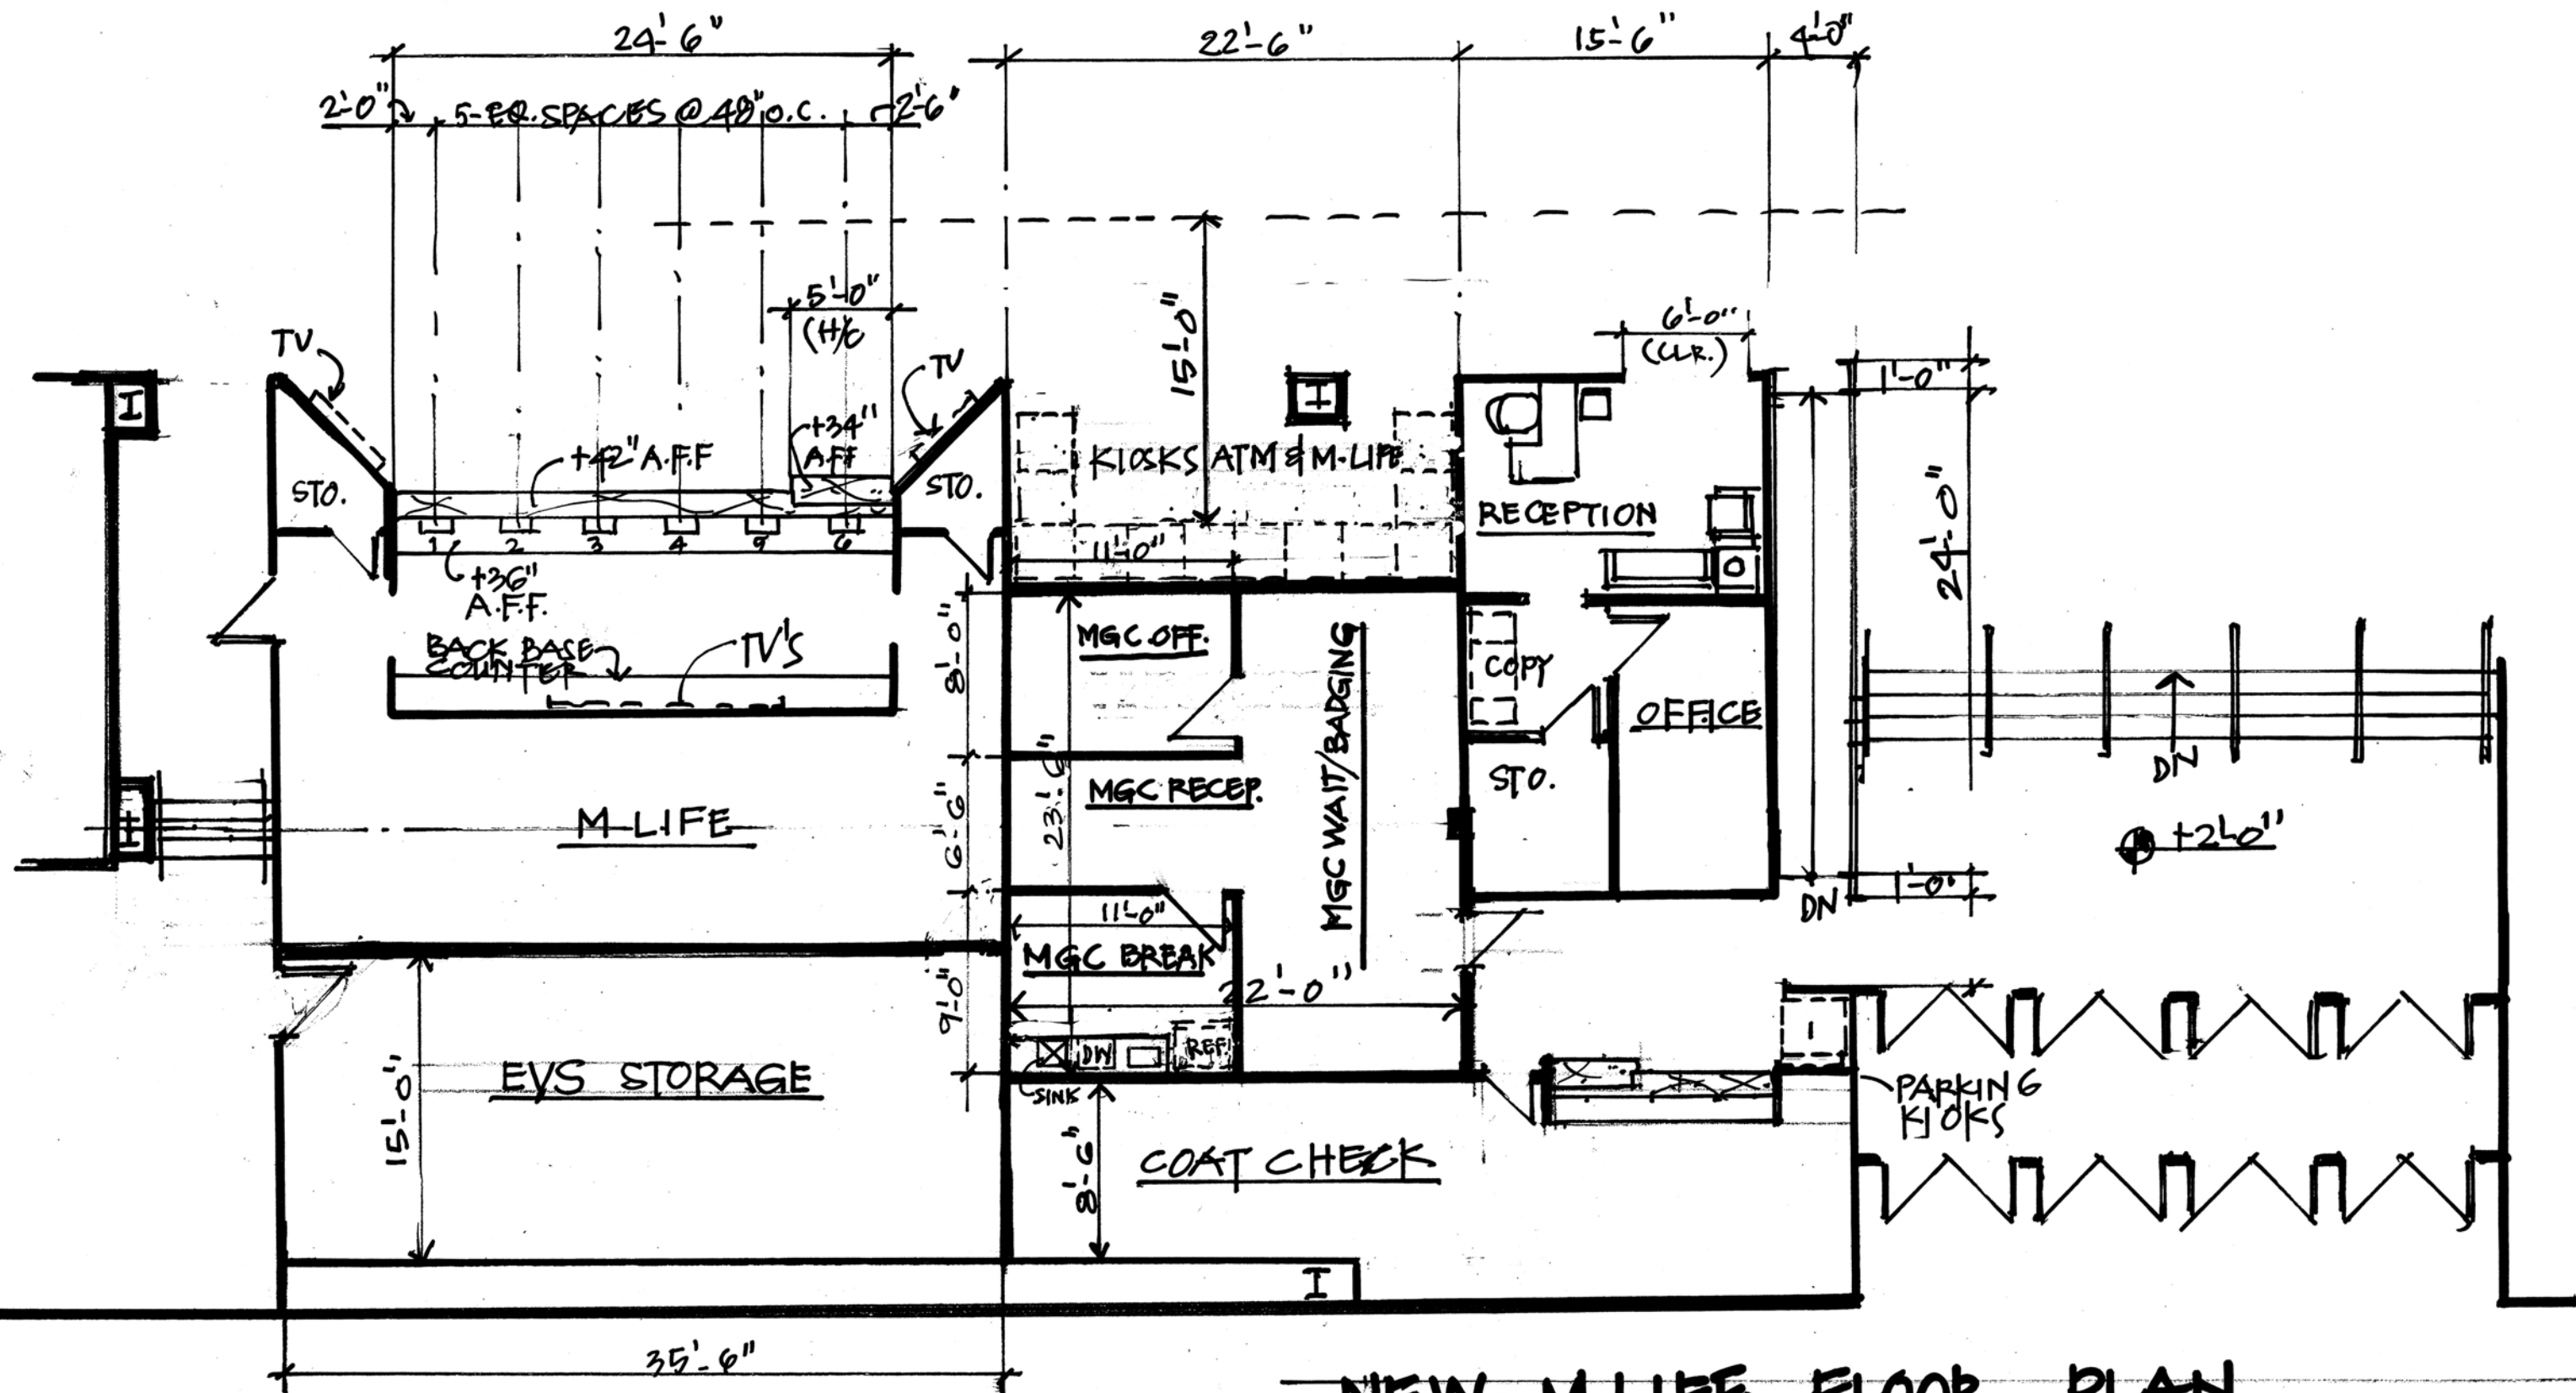 24'-6"
22'-6"
15'-6"
4'-0"
2'-0"
5-EQ. SPACES @ 48" O.C.
2'-6"
5'-0"
(H/C
15'-0"
6'-0"
(CLR.)
TV
TV
1'-0"
I
I
+34"
A.F.F
+42" A.F.F
KIOSKS ATM & M-LIFE
STO.
STO.
RECEPTION
24'-0"
1 2 3 4 5 6
11'-0"
+36"
A.F.F.
BACK BASE
COUNTER
TV'S
8'-0"
MGC OFF.
MGC WAIT/BADGING
COPY
OFFICE
DN
STO.
MGC RECEP.
23'-6"
6'-6"
M-LIFE
I
+2'-0"
1'-0"
DN
11'-0"
MGC BREAK
22'-0"
9'-0"
DW
REF
SINK
EVS STORAGE
15'-0"
PARKING
KIOKS
8'-6"
COAT CHECK
I
35'-6"
NEW M-LIFE FLOOR PLAN